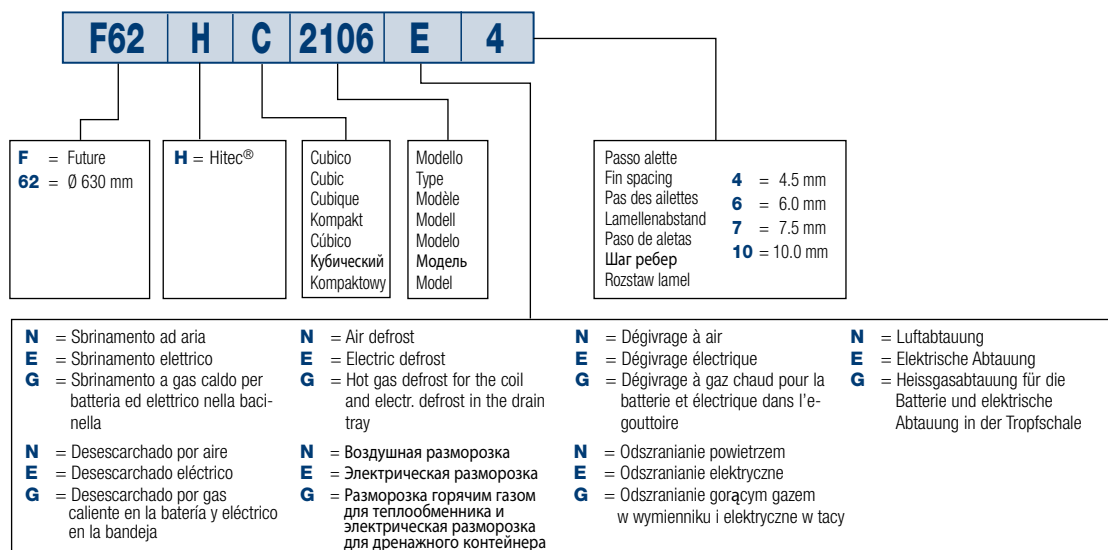 F62 H C 2106 E 4
F = Future
62 = Ø 630 mm
H = Hitec®
Cubico
Cubic
Cubique
Kompakt
Cúbico
Кубический
Kompaktowy
Modello
Type
Modèle
Modell
Modelo
Модель
Model
Passo alette
Fin spacing
Pas des ailettes
Lamellenabstand
Paso de aletas
Шаг ребер
Rozstaw lamel
4 = 4.5 mm
6 = 6.0 mm
7 = 7.5 mm
10 = 10.0 mm
N = Sbrinamento ad aria
E = Sbrinamento elettrico
G = Sbrinamento a gas caldo per
batteria ed elettrico nella baci-
nella
N = Air defrost
E = Electric defrost
G = Hot gas defrost for the coil
and electr. defrost in the drain
tray
N = Dégivrage à air
E = Dégivrage électrique
G = Dégivrage à gaz chaud pour la
batterie et électrique dans l'e-
gouttoire
N = Luftabtauung
E = Elektrische Abtauung
G = Heissgasabtauung für die
Batterie und elektrische
Abtauung in der Tropfschale
N = Desescarchado por aire
E = Desescarchado eléctrico
G = Desescarchado por gas
caliente en la batería y eléctrico
en la bandeja
N = Воздушная разморозка
E = Электрическая разморозка
G = Разморозка горячим газом
для теплообменника и
электрическая разморозка
для дренажного контейнера
N = Odszranianie powietrzem
E = Odszranianie elektryczne
G = Odszranianie gorącym gazem
w wymienniku i elektryczne w tacy